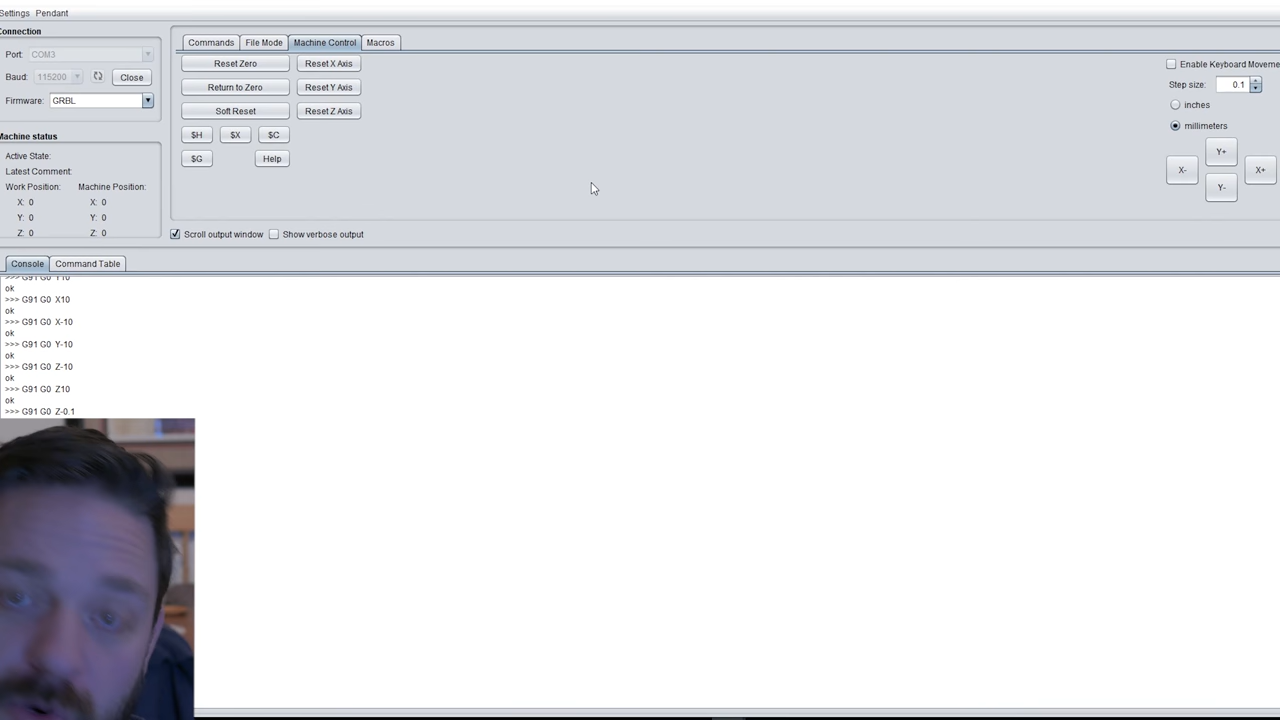 Settings Pendant
Connection
Port: COM3
Baud: 115200 Close
Firmware: GRBL
Machine status
Active State:
Latest Comment:
Work Position: Machine Position:
X: 0 X: 0
Y: 0 Y: 0
Z: 0 Z: 0
Commands File Mode Machine Control Macros
Reset Zero Reset X Axis
Return to Zero Reset Y Axis
Soft Reset Reset Z Axis
$H $X $C
$G Help
Enable Keyboard Moveme
Step size: 0.1
inches
millimeters
Y+
X- X+
Y-
Scroll output window Show verbose output
Console Command Table
>>> G91 G0 Y10
ok
>>> G91 G0 X10
ok
>>> G91 G0 X-10
ok
>>> G91 G0 Y-10
ok
>>> G91 G0 Z-10
ok
>>> G91 G0 Z10
ok
>>> G91 G0 Z-0.1